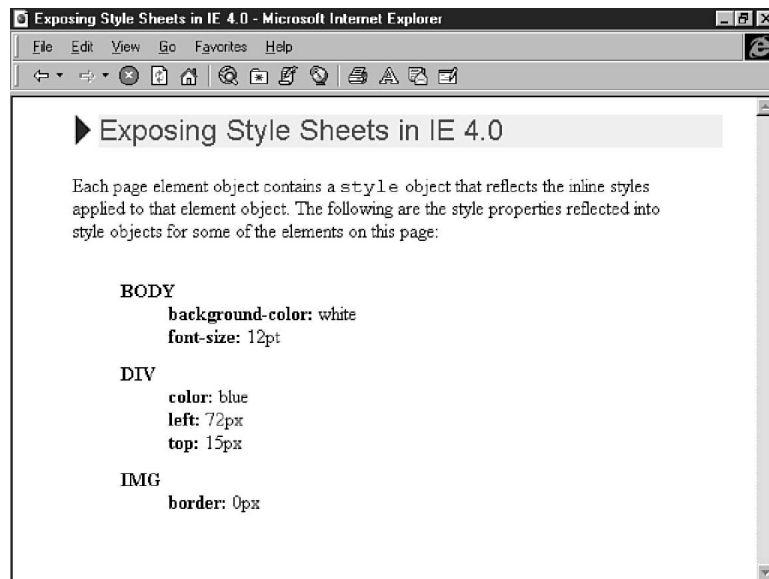 Exposing Style Sheets in IE 4.0 - Microsoft Internet Explorer
File Edit View Go Favorites Help
Exposing Style Sheets in IE 4.0
Each page element object contains a style object that reflects the inline styles
applied to that element object. The following are the style properties reflected into
style objects for some of the elements on this page:
BODY
background-color: white
font-size: 12pt
DIV
color: blue
left: 72px
top: 15px
IMG
border: 0px